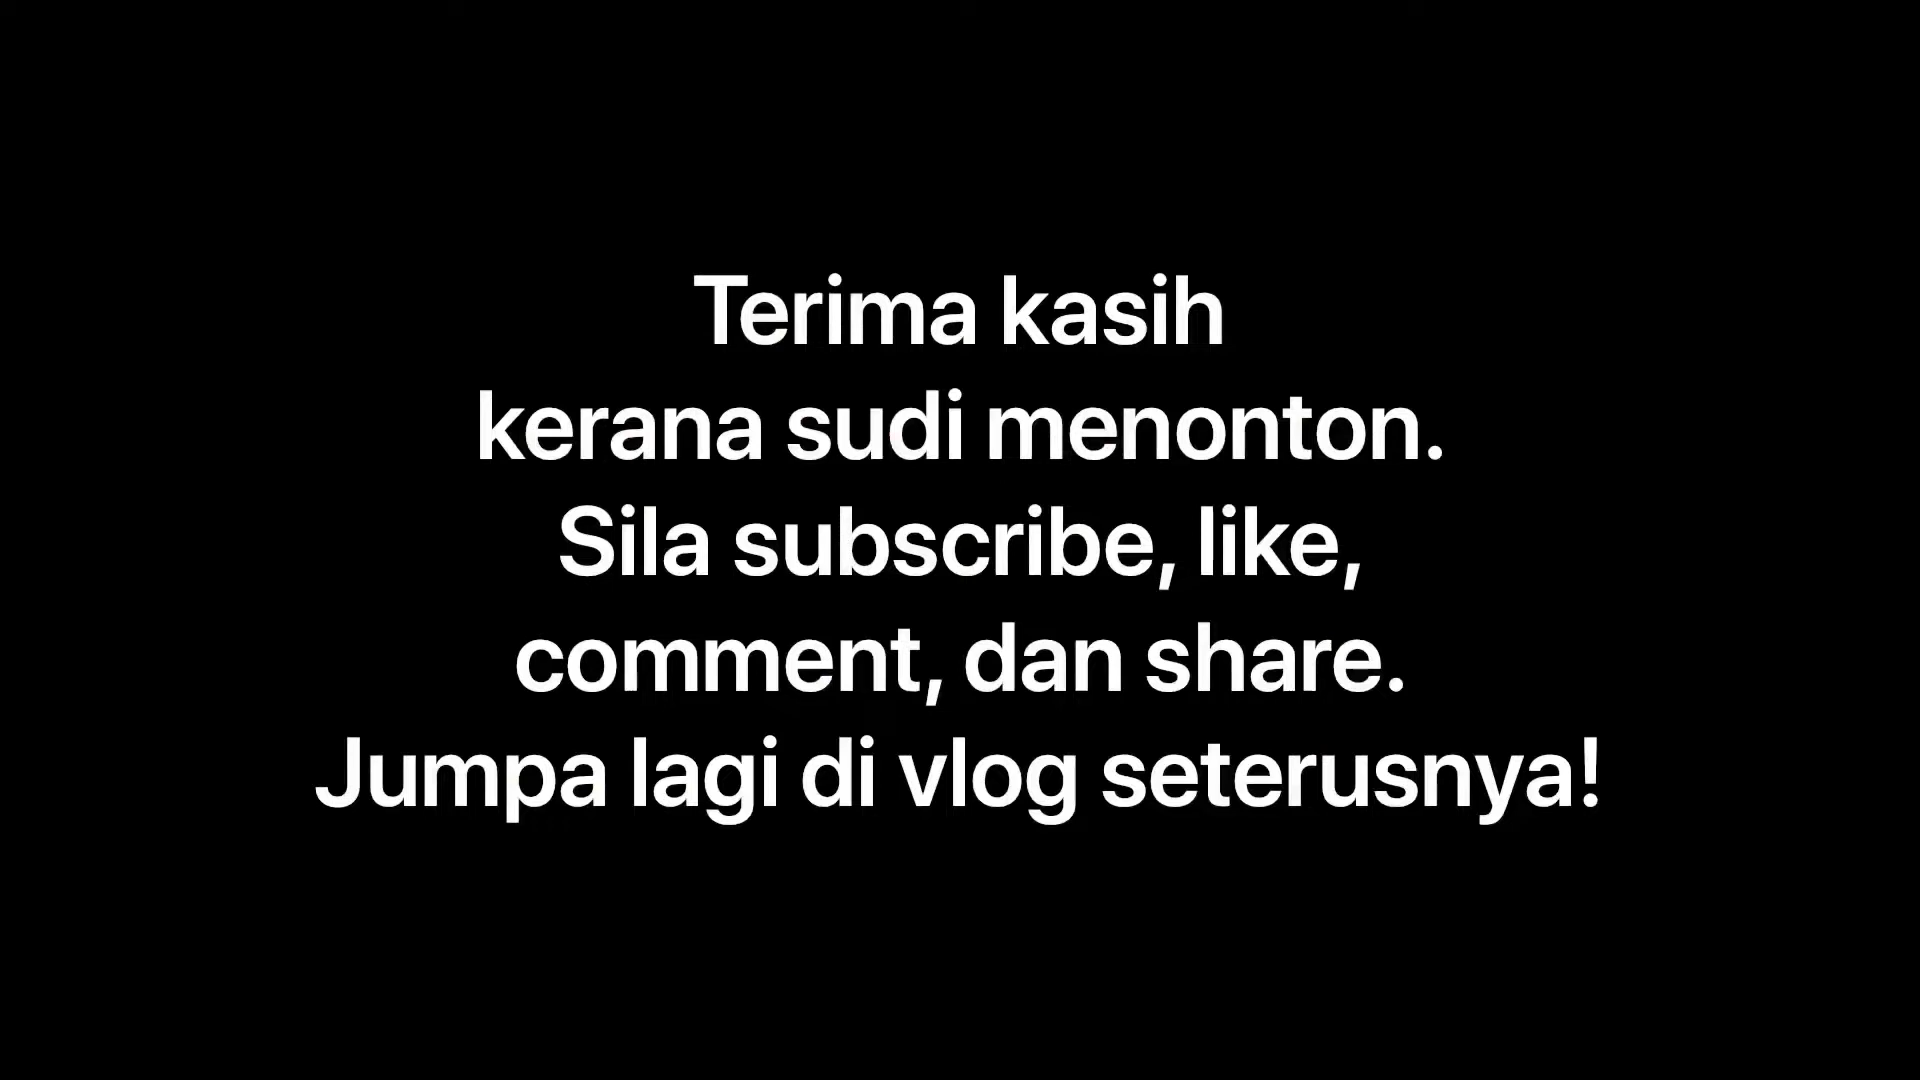 Terima kasih
kerana sudi menonton.
Sila subscribe, like,
comment, dan share.
Jumpa lagi di vlog seterusnya!